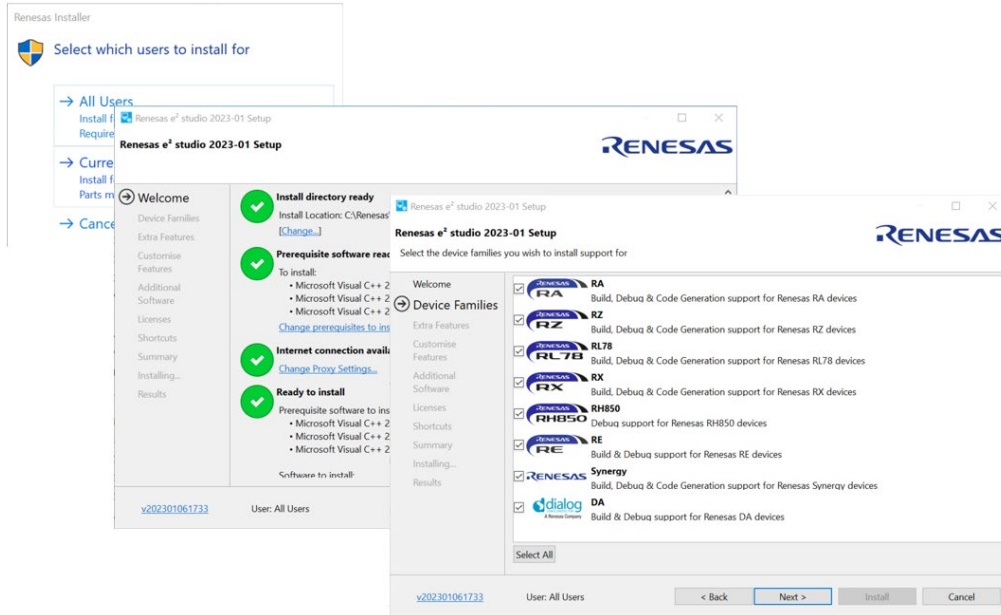 Renesas Installer
Select which users to install for
→ All Users
Install
Require
→ Curre
Install
Parts m
→ Cance
Renesas e² studio 2023-01 Setup
Renesas e² studio 2023-01 Setup
RENESAS
Welcome
Device Families
Extra Features
Customise
Features
Additional
Software
Licenses
Shortcuts
Summary
Installing...
Results
Install directory ready
Install Location: C:\Renesas\
[Change...]
Prerequisite software read
To install:
• Microsoft Visual C++ 2
• Microsoft Visual C++ 2
• Microsoft Visual C++ 2
Change prerequisites to ins
Internet connection availa
Change Proxy Settings...
Ready to install
Prerequisite software to ins
• Microsoft Visual C++ 2
• Microsoft Visual C++ 2
• Microsoft Visual C++ 2
Software to install:
v202301061733
User: All Users
Renesas e² studio 2023-01 Setup
Renesas e² studio 2023-01 Setup
RENESAS
Select the device families you wish to install support for
Welcome
Device Families
Extra Features
Customise
Features
Additional
Software
Licenses
Shortcuts
Summary
Installing...
Results
RENESAS
RA
RA
Build, Debug & Code Generation support for Renesas RA devices
RENESAS
RZ
RZ
Build, Debug & Code Generation support for Renesas RZ devices
RENESAS
RL78
RL78
Build, Debug & Code Generation support for Renesas RL78 devices
RENESAS
RX
RX
Build, Debug & Code Generation support for Renesas RX devices
RENESAS
RH850
RH850
Debug support for Renesas RH850 devices
RENESAS
RE
RE
Build & Debug support for Renesas RE devices
RENESAS
Synergy
Build, Debug & Code Generation support for Renesas Synergy devices
dialog
A Renesas Company
DA
Build & Debug support for Renesas DA devices
Select All
v202301061733
User: All Users
< Back
Next >
Install
Cancel